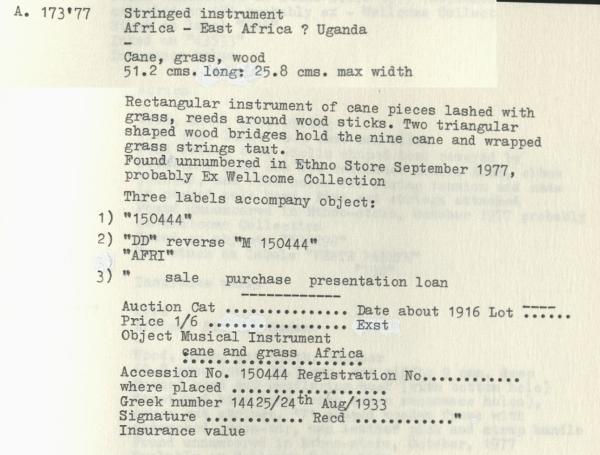 A. 173'77 Stringed instrument
Africa - East Africa ? Uganda
-
Cane, grass, wood
51.2 cms. long: 25.8 cms. max width
Rectangular instrument of cane pieces lashed with
grass, reeds around wood sticks. Two triangular
shaped wood bridges hold the nine cane and wrapped
grass strings taut.
Found unnumbered in Ethno Store September 1977,
probably Ex Wellcome Collection
Three labels accompany object:
1) "150444"
2) "DD" reverse "M 150444"
"AFRI"
3) " sale purchase presentation loan
------------
Auction Cat ............... Date about 1916 Lot ......
Price 1/6 ................. Exst
Object Musical Instrument
cane and grass Africa
Accession No. 150444 Registration No...........
where placed ...................
Greek number 14425/24th Aug/1933
Signature ............ Recd ............"
Insurance value